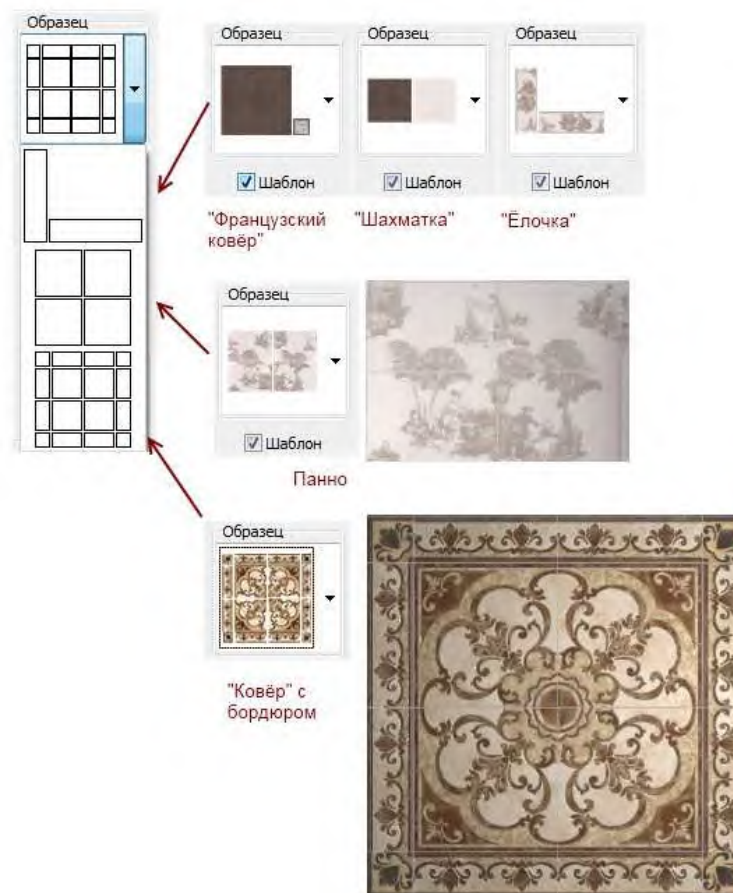 Образец
Образец
Образец
Образец
Шаблон
Шаблон
Шаблон
"Французский
ковёр"
"Шахматка"
"Ёлочка"
Образец
Шаблон
Панно
Образец
"Ковёр" с
бордюром